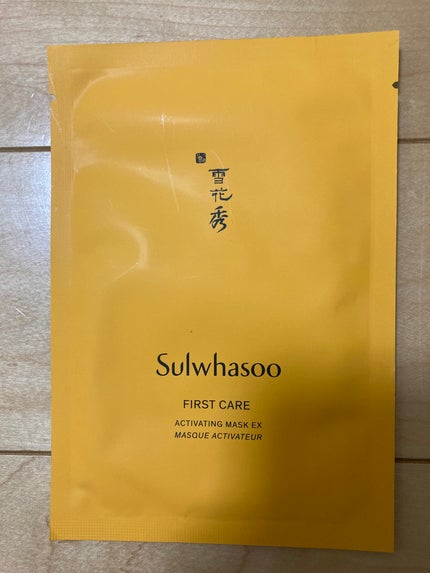 雪花秀
Sulwhasoo
FIRST CARE
ACTIVATING MASK EX
MASQUE ACTIVATEUR